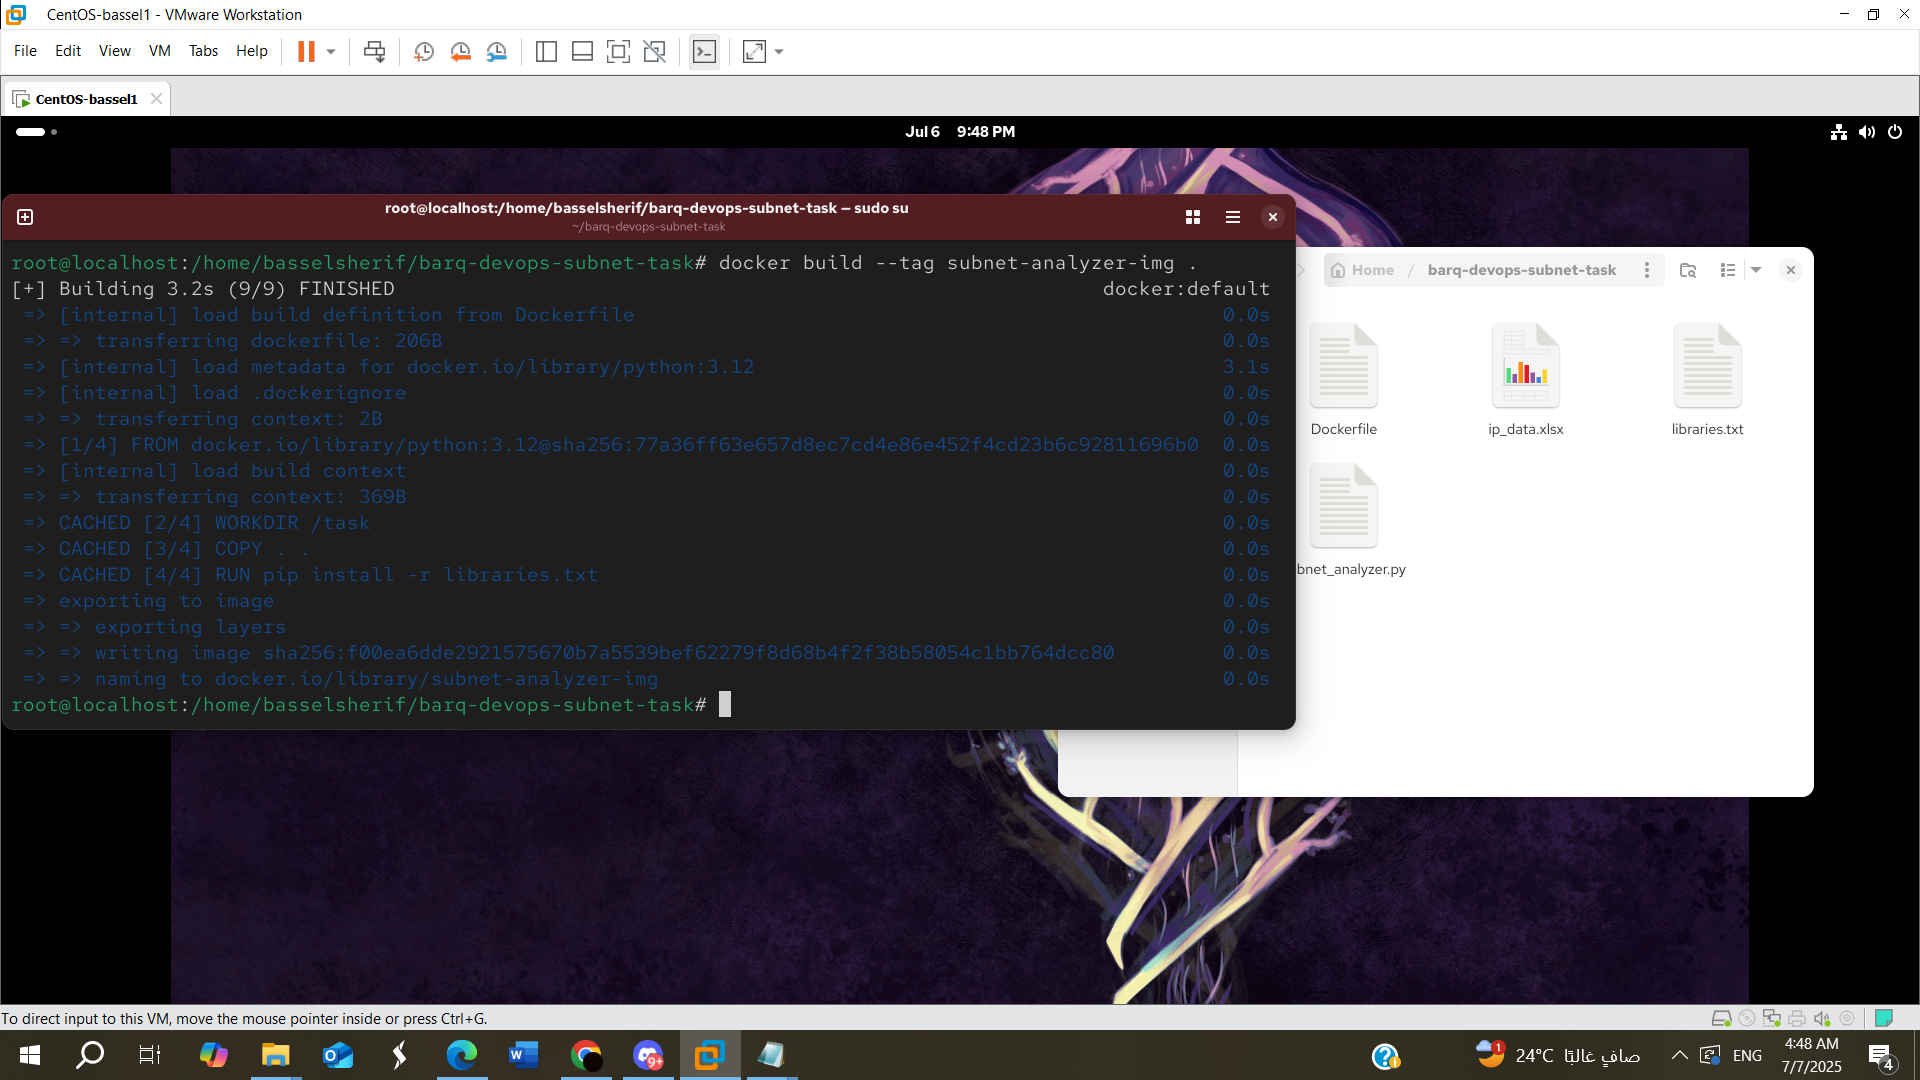 CentOS-bassel1 - VMware Workstation
File Edit View VM Tabs Help
CentOS-bassel1
Jul 6 9:48 PM
root@localhost:/home/basselsherif/barq-devops-subnet-task — sudo su
~/barq-devops-subnet-task
root@localhost:/home/basselsherif/barq-devops-subnet-task# docker build --tag subnet-analyzer-img .
[+] Building 3.2s (9/9) FINISHED docker:default
=> [internal] load build definition from Dockerfile 0.0s
=> => transferring dockerfile: 206B 0.0s
=> [internal] load metadata for docker.io/library/python:3.12 3.1s
=> [internal] load .dockerignore 0.0s
=> => transferring context: 2B 0.0s
=> [1/4] FROM docker.io/library/python:3.12@sha256:77a36ff63e657d8ec7cd4e86e452f4cd23b6c92811696b0 0.0s
=> [internal] load build context 0.0s
=> => transferring context: 369B 0.0s
=> CACHED [2/4] WORKDIR /task 0.0s
=> CACHED [3/4] COPY . . 0.0s
=> CACHED [4/4] RUN pip install -r libraries.txt 0.0s
=> exporting to image 0.0s
=> => exporting layers 0.0s
=> => writing image sha256:f00ea6dde2921575670b7a5539bef62279f8d68b4f2f38b58054c1bb764dcc80 0.0s
=> => naming to docker.io/library/subnet-analyzer-img 0.0s
root@localhost:/home/basselsherif/barq-devops-subnet-task#
Home / barq-devops-subnet-task
Dockerfile
ip_data.xlsx
libraries.txt
bnet_analyzer.py
To direct input to this VM, move the mouse pointer inside or press Ctrl+G.
9+
1
24°C صافٍ غالبًا
ENG
4:48 AM
7/7/2025
4